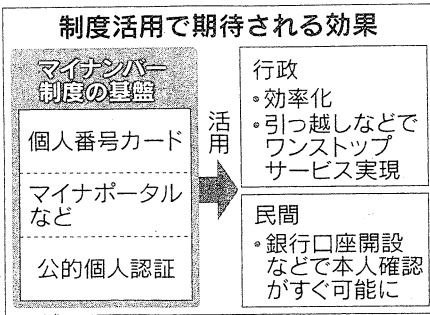 制度活用で期待される効果
マイナンバー
制度の基盤
個人番号カード
マイナポータル
など
公的個人認証
活用
行政
•効率化
•引っ越しなどで
ワンストップ
サービス実現
民間
•銀行口座開設
などで本人確認
がすぐ可能に